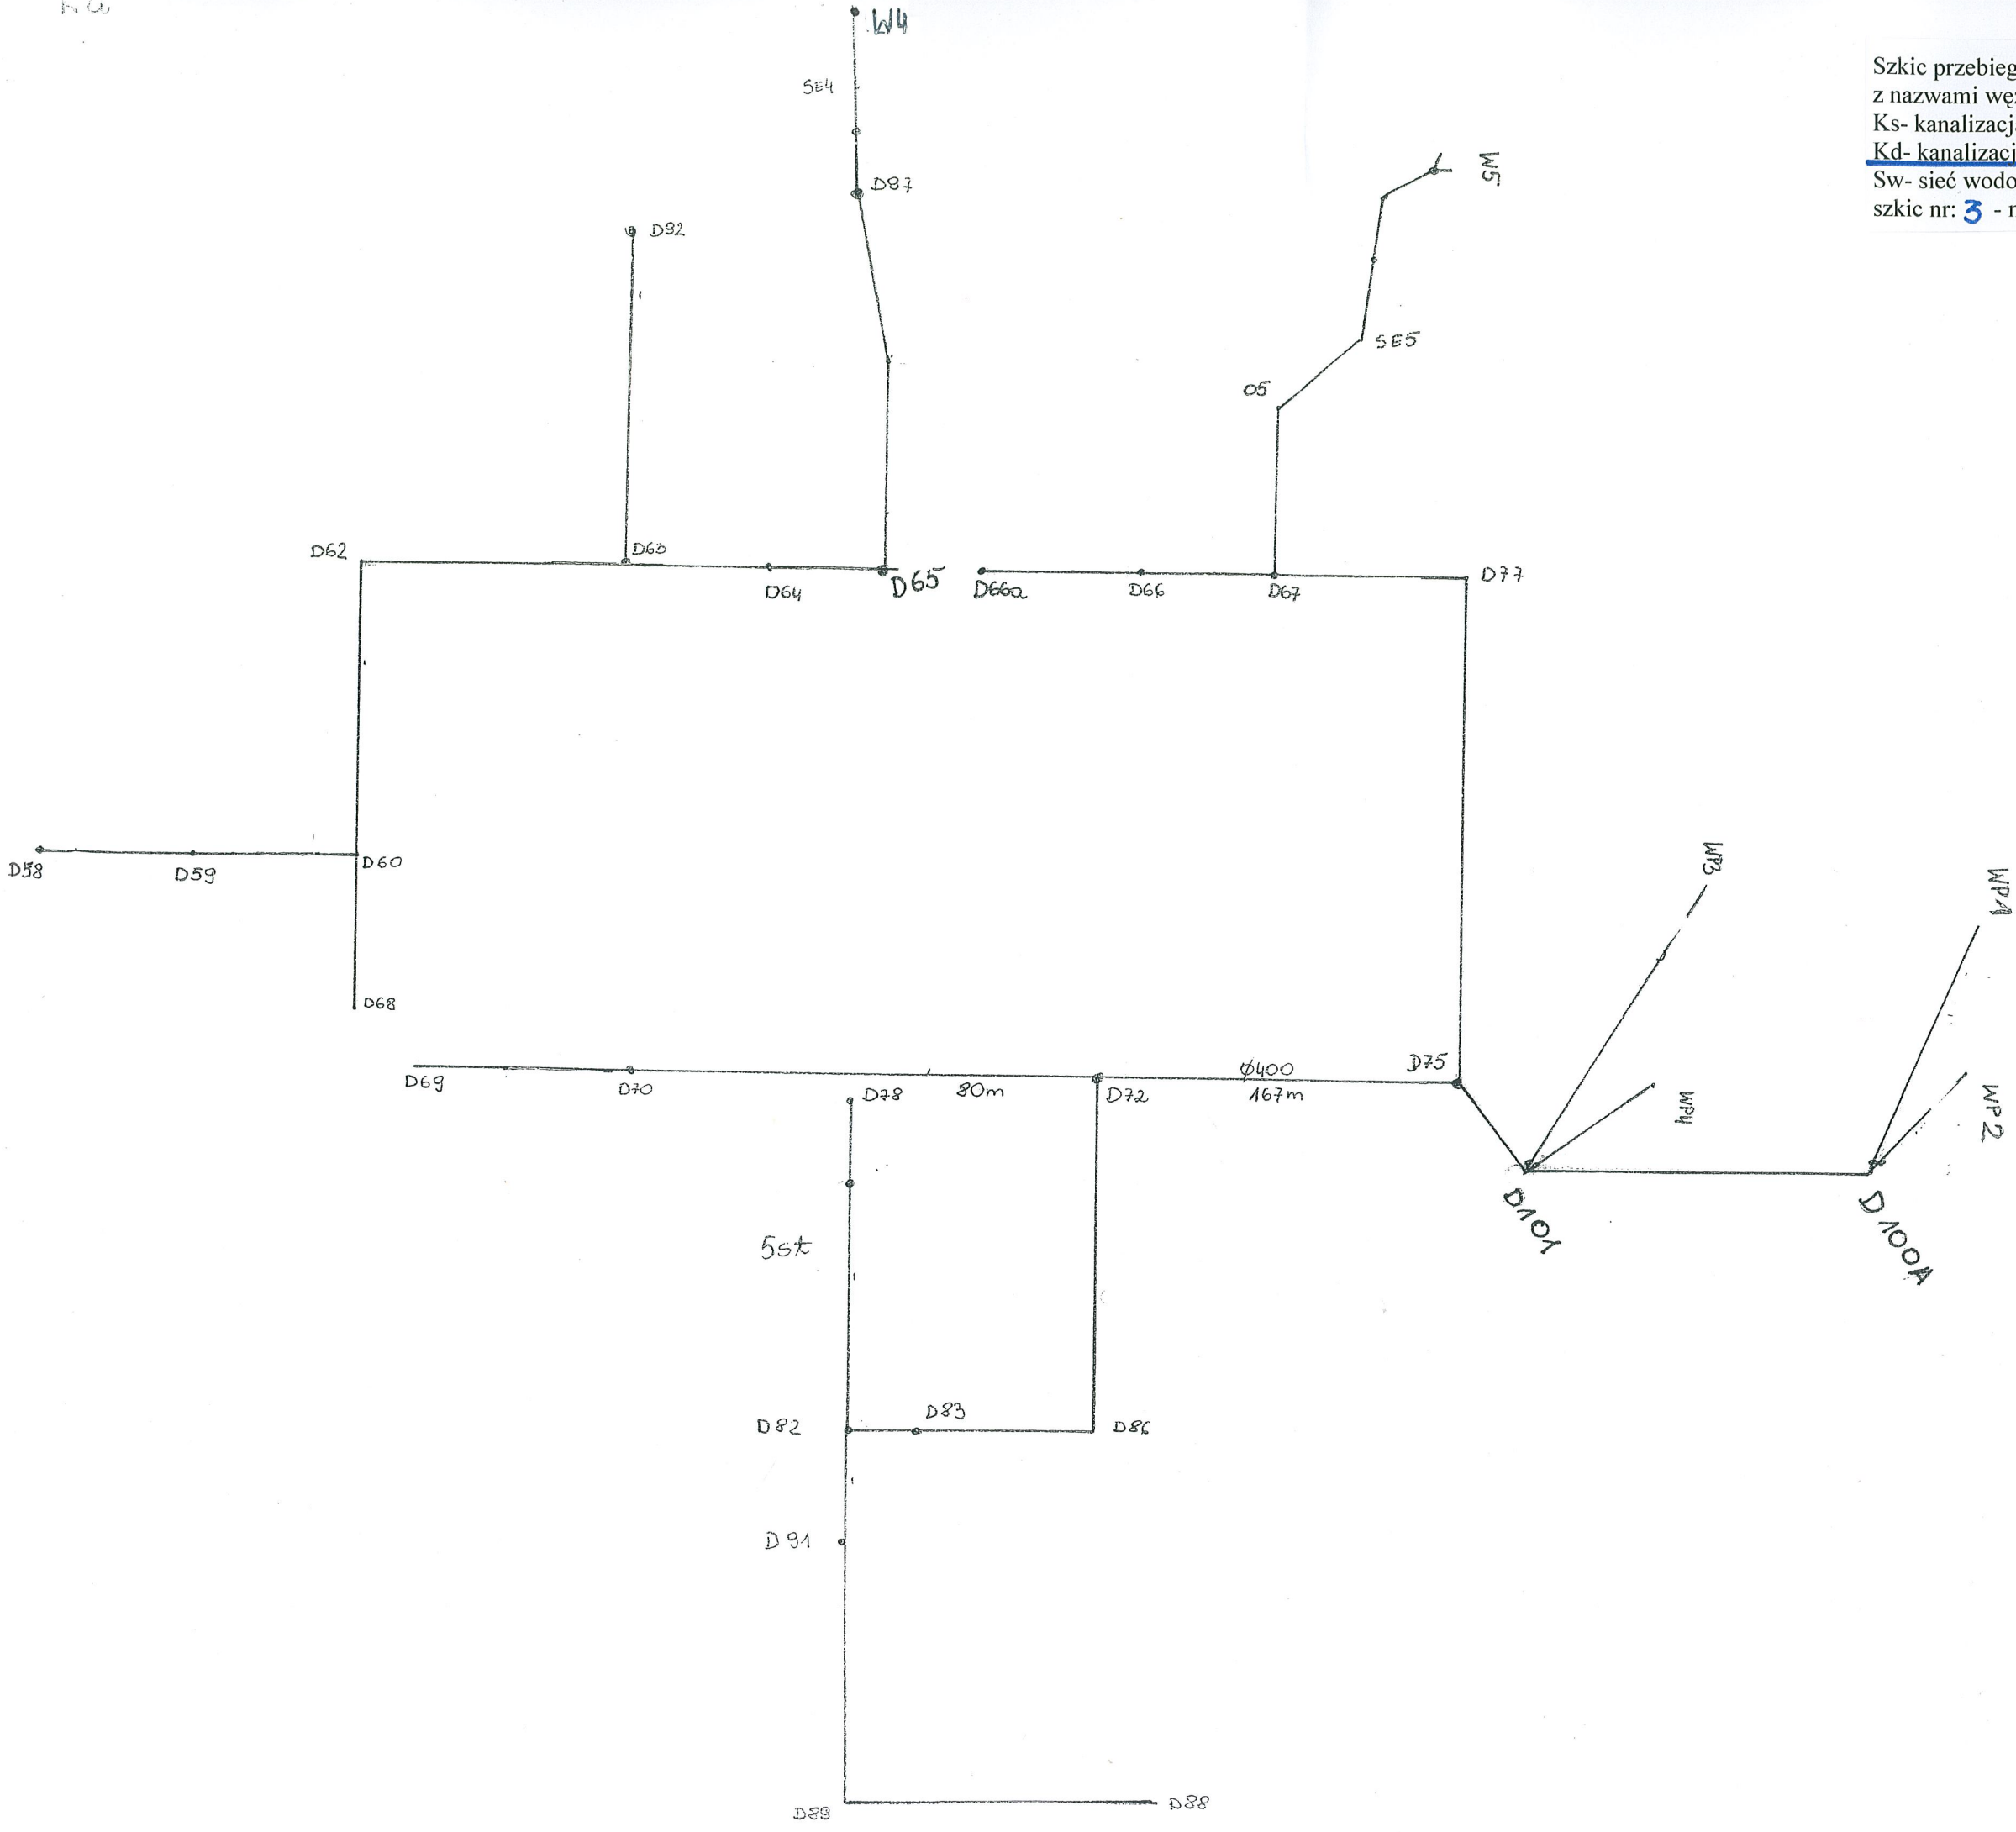 W4
SE4
D87
D92
W5
SE5
05
Szkic przebieg
z nazwami wę
Ks- kanalizacj
Kd- kanalizacj
Sw- sieć wodo
szkic nr: 3 - n
D62
D63
D64
D65
D66a
D66
D67
D77
D58
D59
D60
D68
WP3
WP1
D69
D70
D78
80m
D72
ϕ400
167m
D75
WP4
WP2
D101
D100A
5st
D82
D83
D86
D91
D89
D88